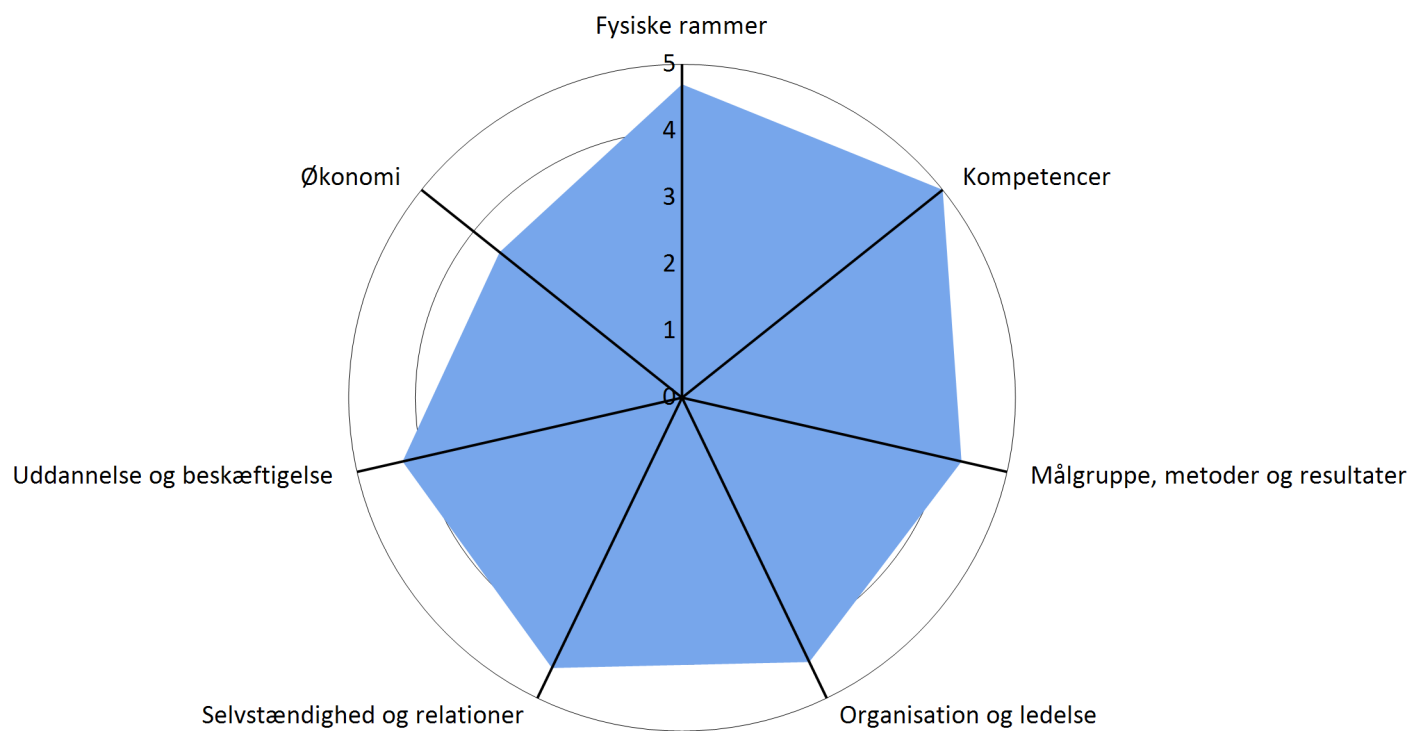 Fysiske rammer
5
4
Økonomi
Kompetencer
3
2
1
0
Uddannelse og beskæftigelse
Målgruppe, metoder og resultater
Selvstændighed og relationer
Organisation og ledelse